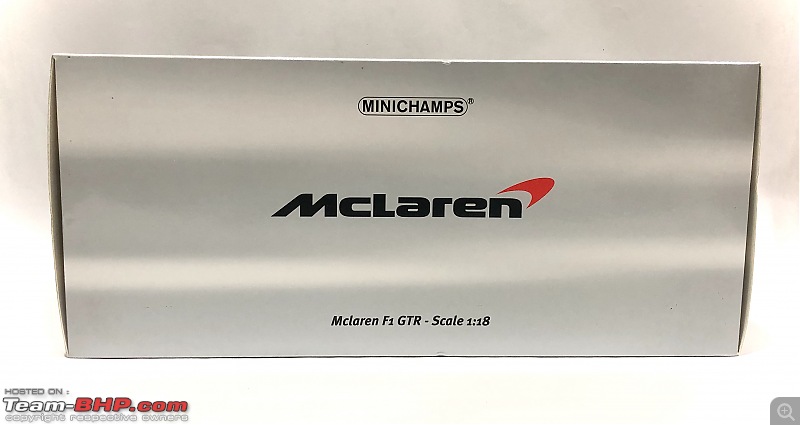 MINICHAMPS®
McLaren
Mclaren F1 GTR - Scale 1:18
HOSTED ON :
Team-BHP.com
copyright respective owners